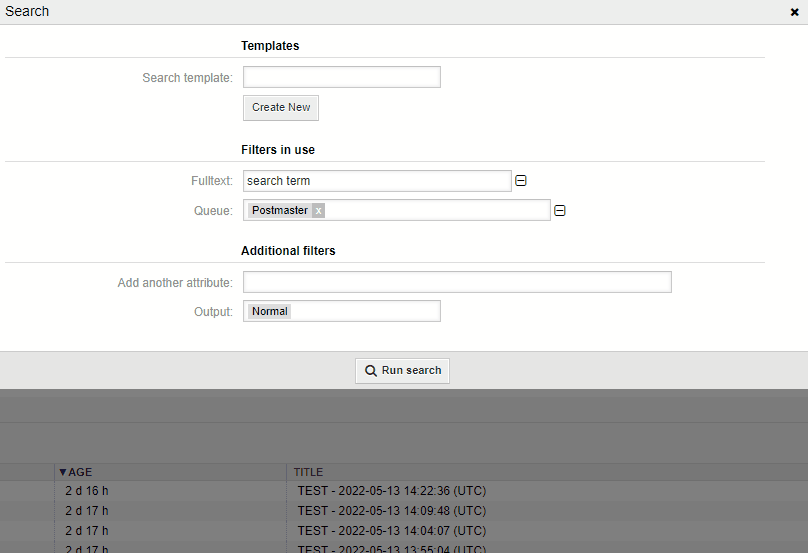 Search
Templates
Search template:
Create New
Filters in use
Fulltext: search term
Queue: Postmaster x
Additional filters
Add another attribute:
Output: Normal
Run search
▼AGE TITLE
2 d 16 h TEST - 2022-05-13 14:22:36 (UTC)
2 d 17 h TEST - 2022-05-13 14:09:48 (UTC)
2 d 17 h TEST - 2022-05-13 14:04:07 (UTC)
2 d 17 h TEST - 2022-05-13 13:55:04 (UTC)